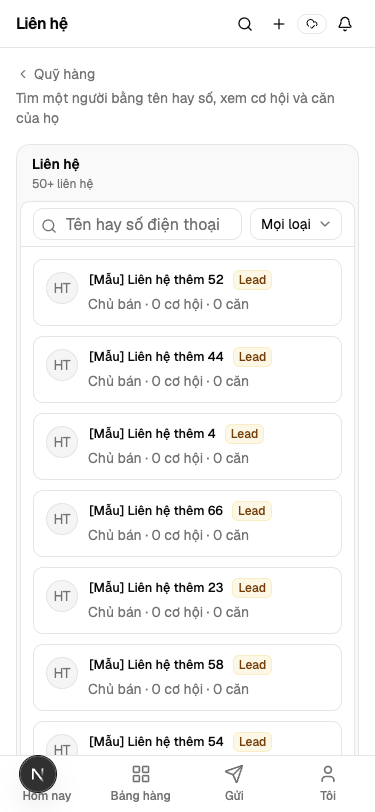 Liên hệ
Quỹ hàng
Tìm một người bằng tên hay số, xem cơ hội và căn
của họ
Liên hệ
50+ liên hệ
Tên hay số điện thoại
Mọi loại
HT
[Mẫu] Liên hệ thêm 52 Lead
Chủ bán · 0 cơ hội · 0 căn
HT
[Mẫu] Liên hệ thêm 44 Lead
Chủ bán · 0 cơ hội · 0 căn
HT
[Mẫu] Liên hệ thêm 4 Lead
Chủ bán · 0 cơ hội · 0 căn
HT
[Mẫu] Liên hệ thêm 66 Lead
Chủ bán · 0 cơ hội · 0 căn
HT
[Mẫu] Liên hệ thêm 23 Lead
Chủ bán · 0 cơ hội · 0 căn
HT
[Mẫu] Liên hệ thêm 58 Lead
Chủ bán · 0 cơ hội · 0 căn
HT
[Mẫu] Liên hệ thêm 54 Lead
N
Hôm nay
Bảng hàng
Gửi
Tôi